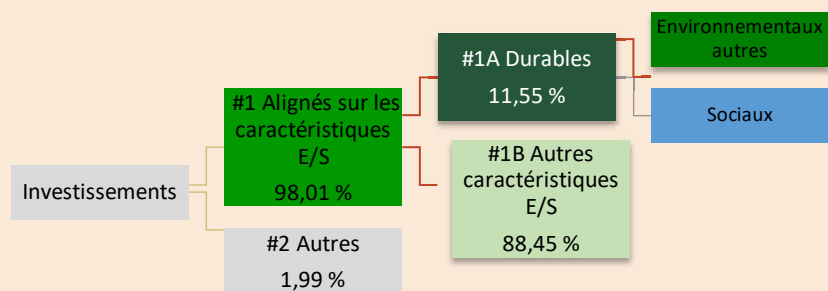 Investissements
#1 Alignés sur les
caractéristiques
E/S
98,01 %
#2 Autres
1,99 %
#1A Durables
11,55 %
#1B Autres
caractéristiques
E/S
88,45 %
Environnementaux
autres
Sociaux